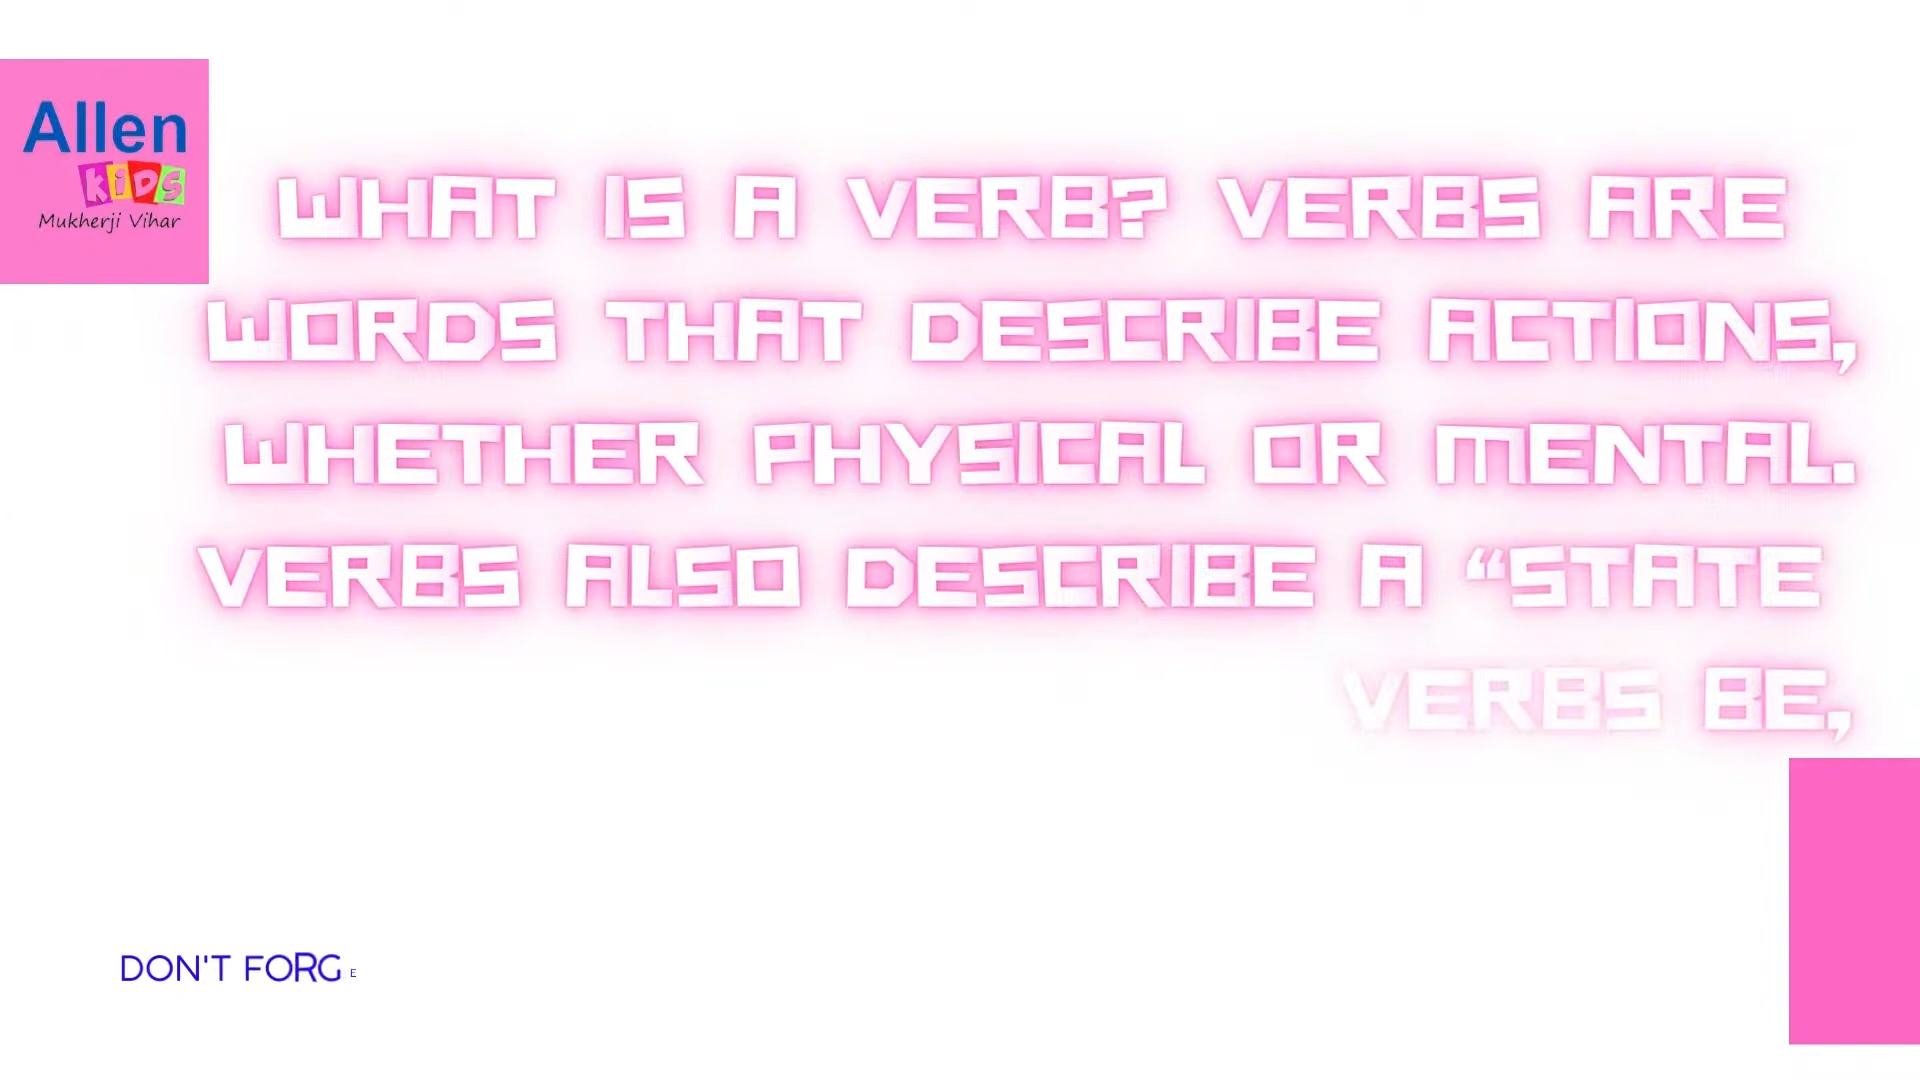 Allen
KiDS
Mukherji Vihar
WHAT IS A VERB? VERBS ARE
WORDS THAT DESCRIBE ACTIONS,
WHETHER PHYSICAL OR MENTAL.
VERBS ALSO DESCRIBE A “STATE
VERBS BE,
DON'T FORGE